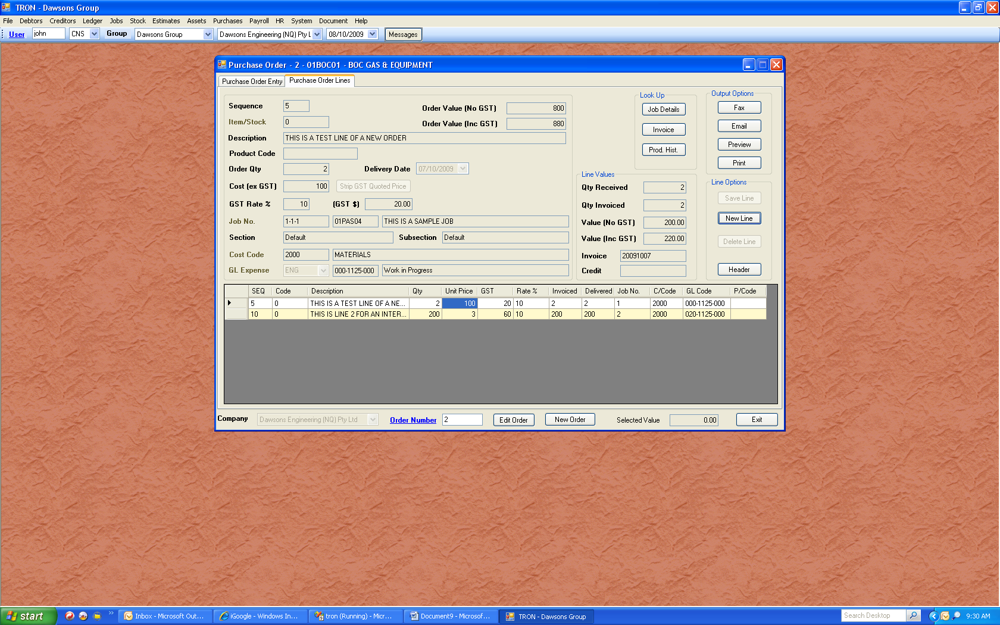 TRON - Dawsons Group
File Debtors Creditors Ledger Jobs Stock Estimates Assets Purchases Payroll HR System Document Help
User john CNS Group Dawsons Group Dawsons Engineering (NQ) Pty L 08/10/2009 Messages
Purchase Order - 2 - 01BOC01 - BOC GAS & EQUIPMENT
Purchase Order Entry Purchase Order Lines
Sequence 5
Order Value (No GST) 800
Item/Stock 0
Order Value (Inc GST) 880
Description THIS IS A TEST LINE OF A NEW ORDER
Product Code
Order Qty 2 Delivery Date 07/10/2009
Cost (ex GST) 100 Strip GST Quoted Price
GST Rate % 10 (GST $) 20.00
Job No. 1-1-1 01PAS04 THIS IS A SAMPLE JOB
Section Default Subsection Default
Cost Code 2000 MATERIALS
GL Expense ENG 000-1125-000 Work in Progress
Look Up
Job Details
Invoice
Prod. Hist.
Line Values
Qty Received 2
Qty Invoiced 2
Value (No GST) 200.00
Value (Inc GST) 220.00
Invoice 20091007
Credit
Output Options
Fax
Email
Preview
Print
Line Options
Save Line
New Line
Delete Line
Header
SEQ Code Description Qty Unit Price GST Rate % Invoiced Delivered Job No. C/Code GL Code P/Code
5 0 THIS IS A TEST LINE OF A NE... 2 100 20 10 2 2 1 2000 000-1125-000
10 0 THIS IS LINE 2 FOR AN INTER... 200 3 60 10 200 200 2 2000 020-1125-000
Company Dawsons Engineering (NQ) Pty Ltd Order Number 2 Edit Order New Order Selected Value 0.00 Exit
start Inbox - Microsoft Out... iGoogle - Windows In... tron (Running) - Micr... Document9 - Microsof... TRON - Dawsons Group Search Desktop 9:30 AM